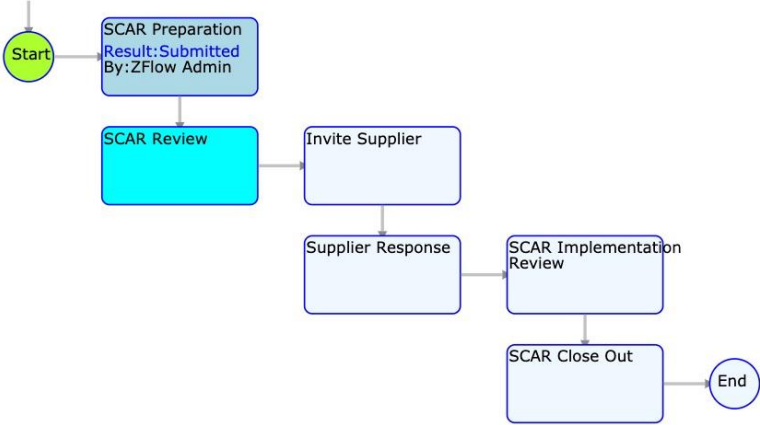 Start
SCAR Preparation
Result:Submitted
By:ZFlow Admin
SCAR Review
Invite Supplier
Supplier Response
SCAR Implementation
Review
SCAR Close Out
End